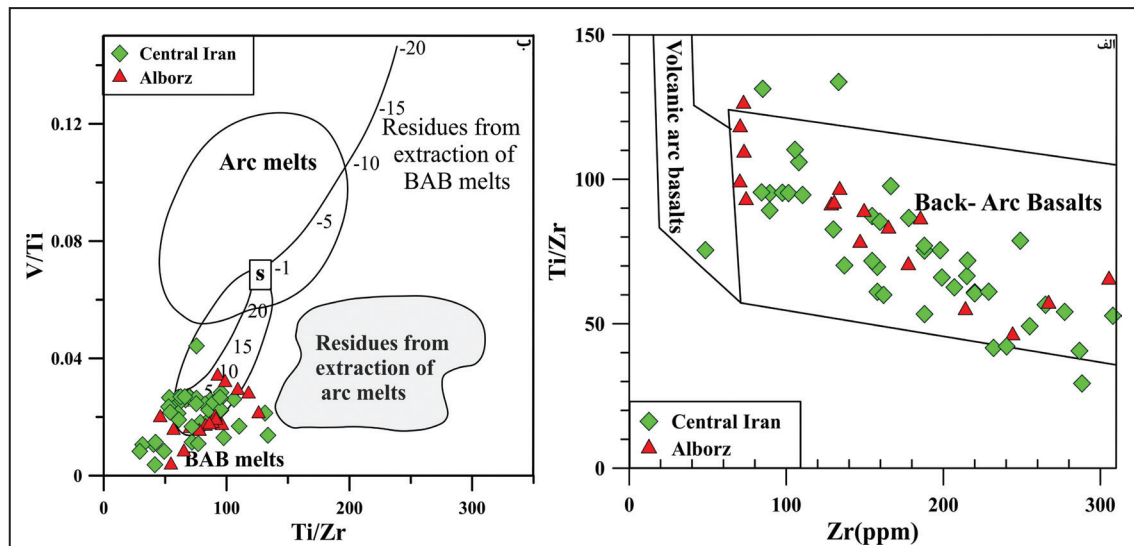 ب
Central Iran
Alborz
-20
-15
Residues from
extraction of
BAB melts
-10
Arc melts
-5
s
-1
20
15
10
5
Residues from
extraction of
arc melts
BAB melts
0.12
0.08
0.04
0
V/Ti
0 100 200 300
Ti/Zr
الف
Volcanic arc
basalts
Back- Arc Basalts
Central Iran
Alborz
150
100
50
0
Ti/Zr
0 100 200 300
Zr(ppm)